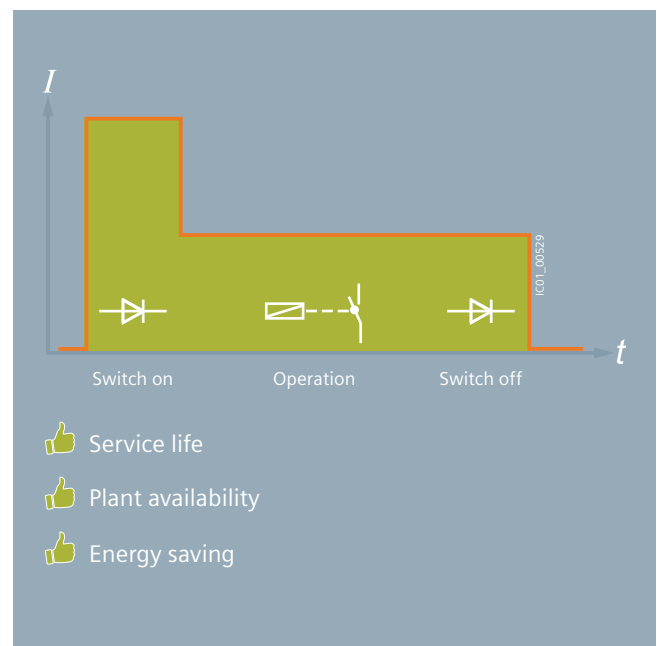 I
IC01_00529
t
Switch on Operation Switch off
Service life
Plant availability
Energy saving